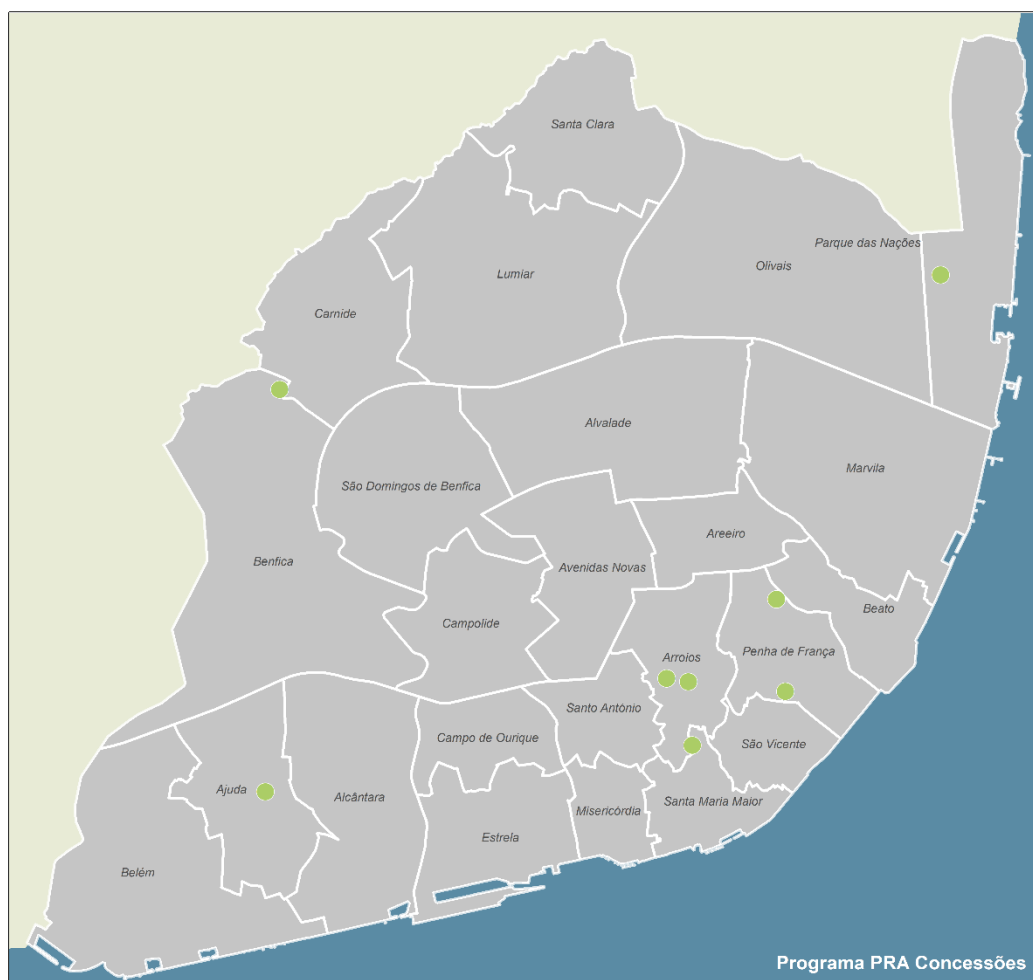 Santa Clara
Parque das Nações
Olivais
Lumiar
Carnide
Alvalade
Marvila
São Domingos de Benfica
Areeiro
Benfica
Avenidas Novas
Beato
Campolide
Penha de França
Arroios
Santo António
Campo de Ourique
São Vicente
Ajuda
Alcântara
Santa Maria Maior
Misericórdia
Estrela
Belém
Programa PRA Concessões